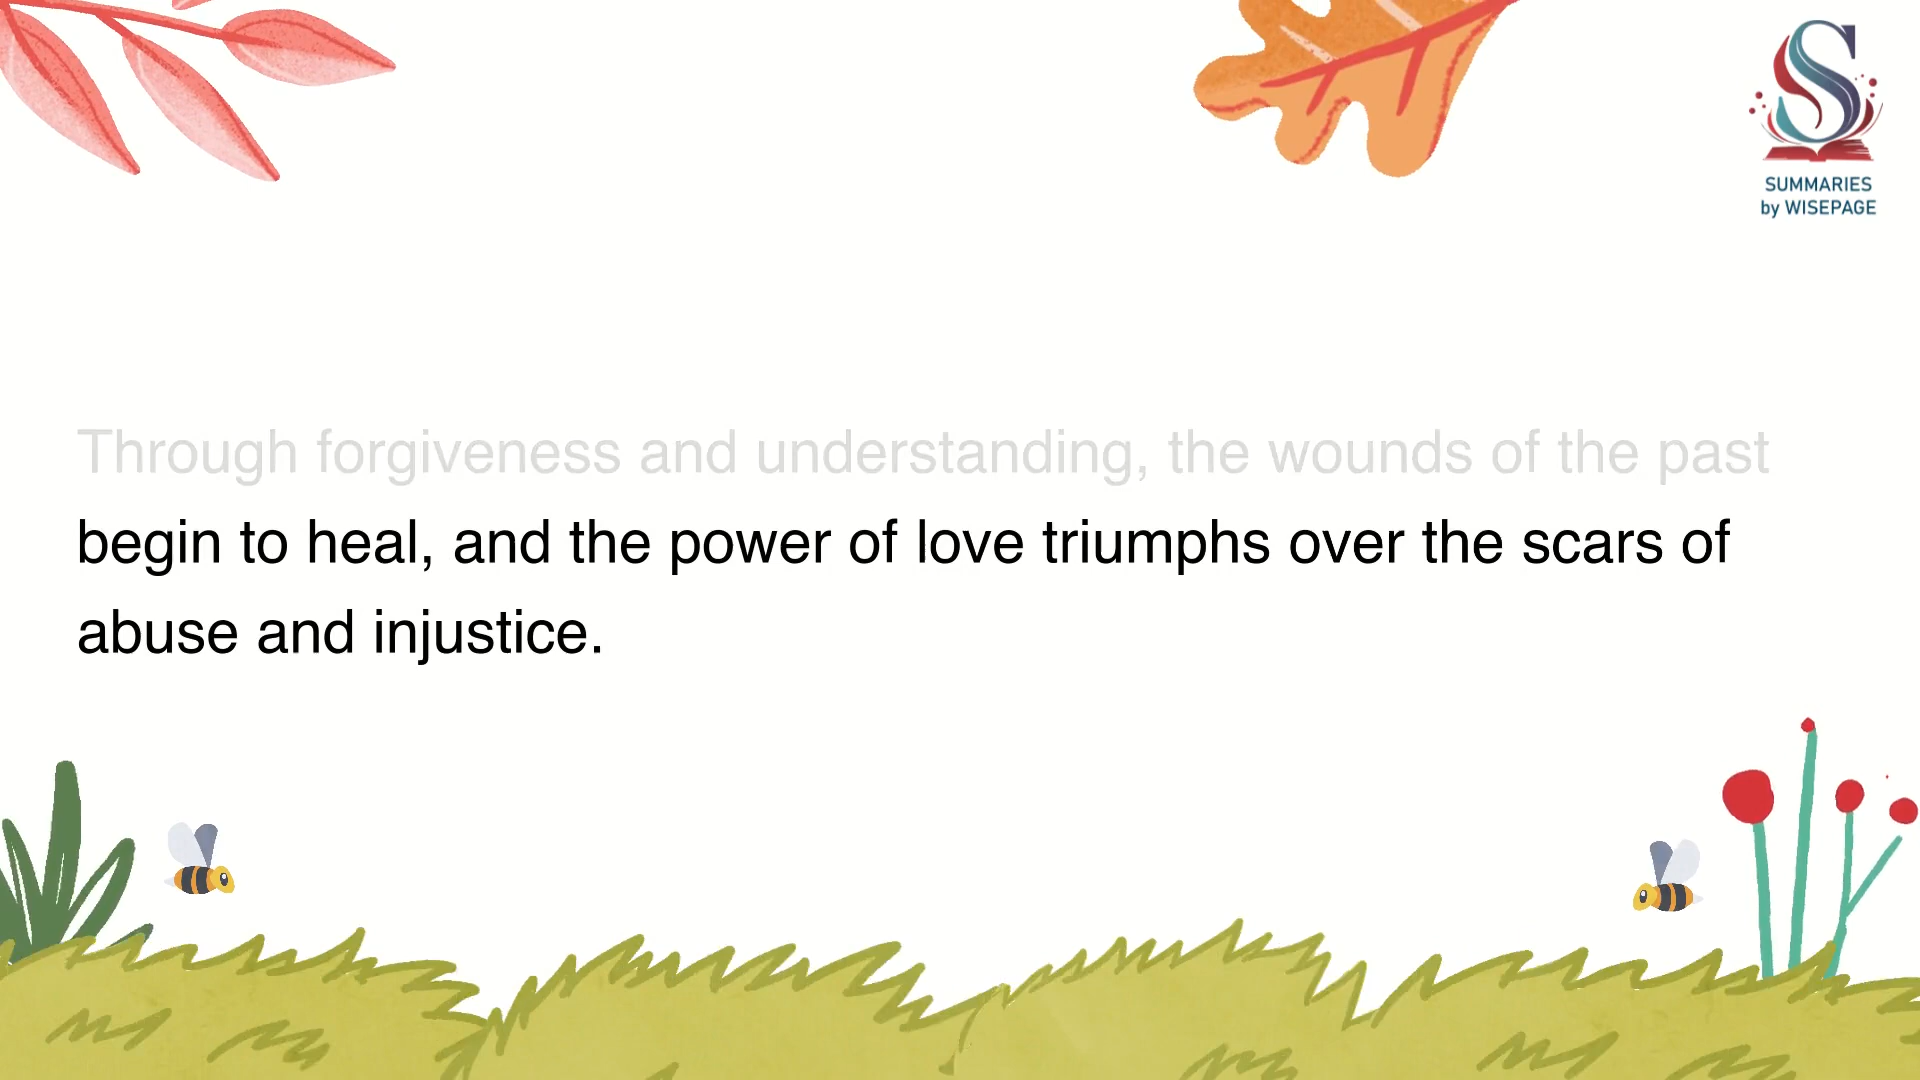 SUMMARIES
by WISEPAGE
Through forgiveness and understanding, the wounds of the past
begin to heal, and the power of love triumphs over the scars of
abuse and injustice.